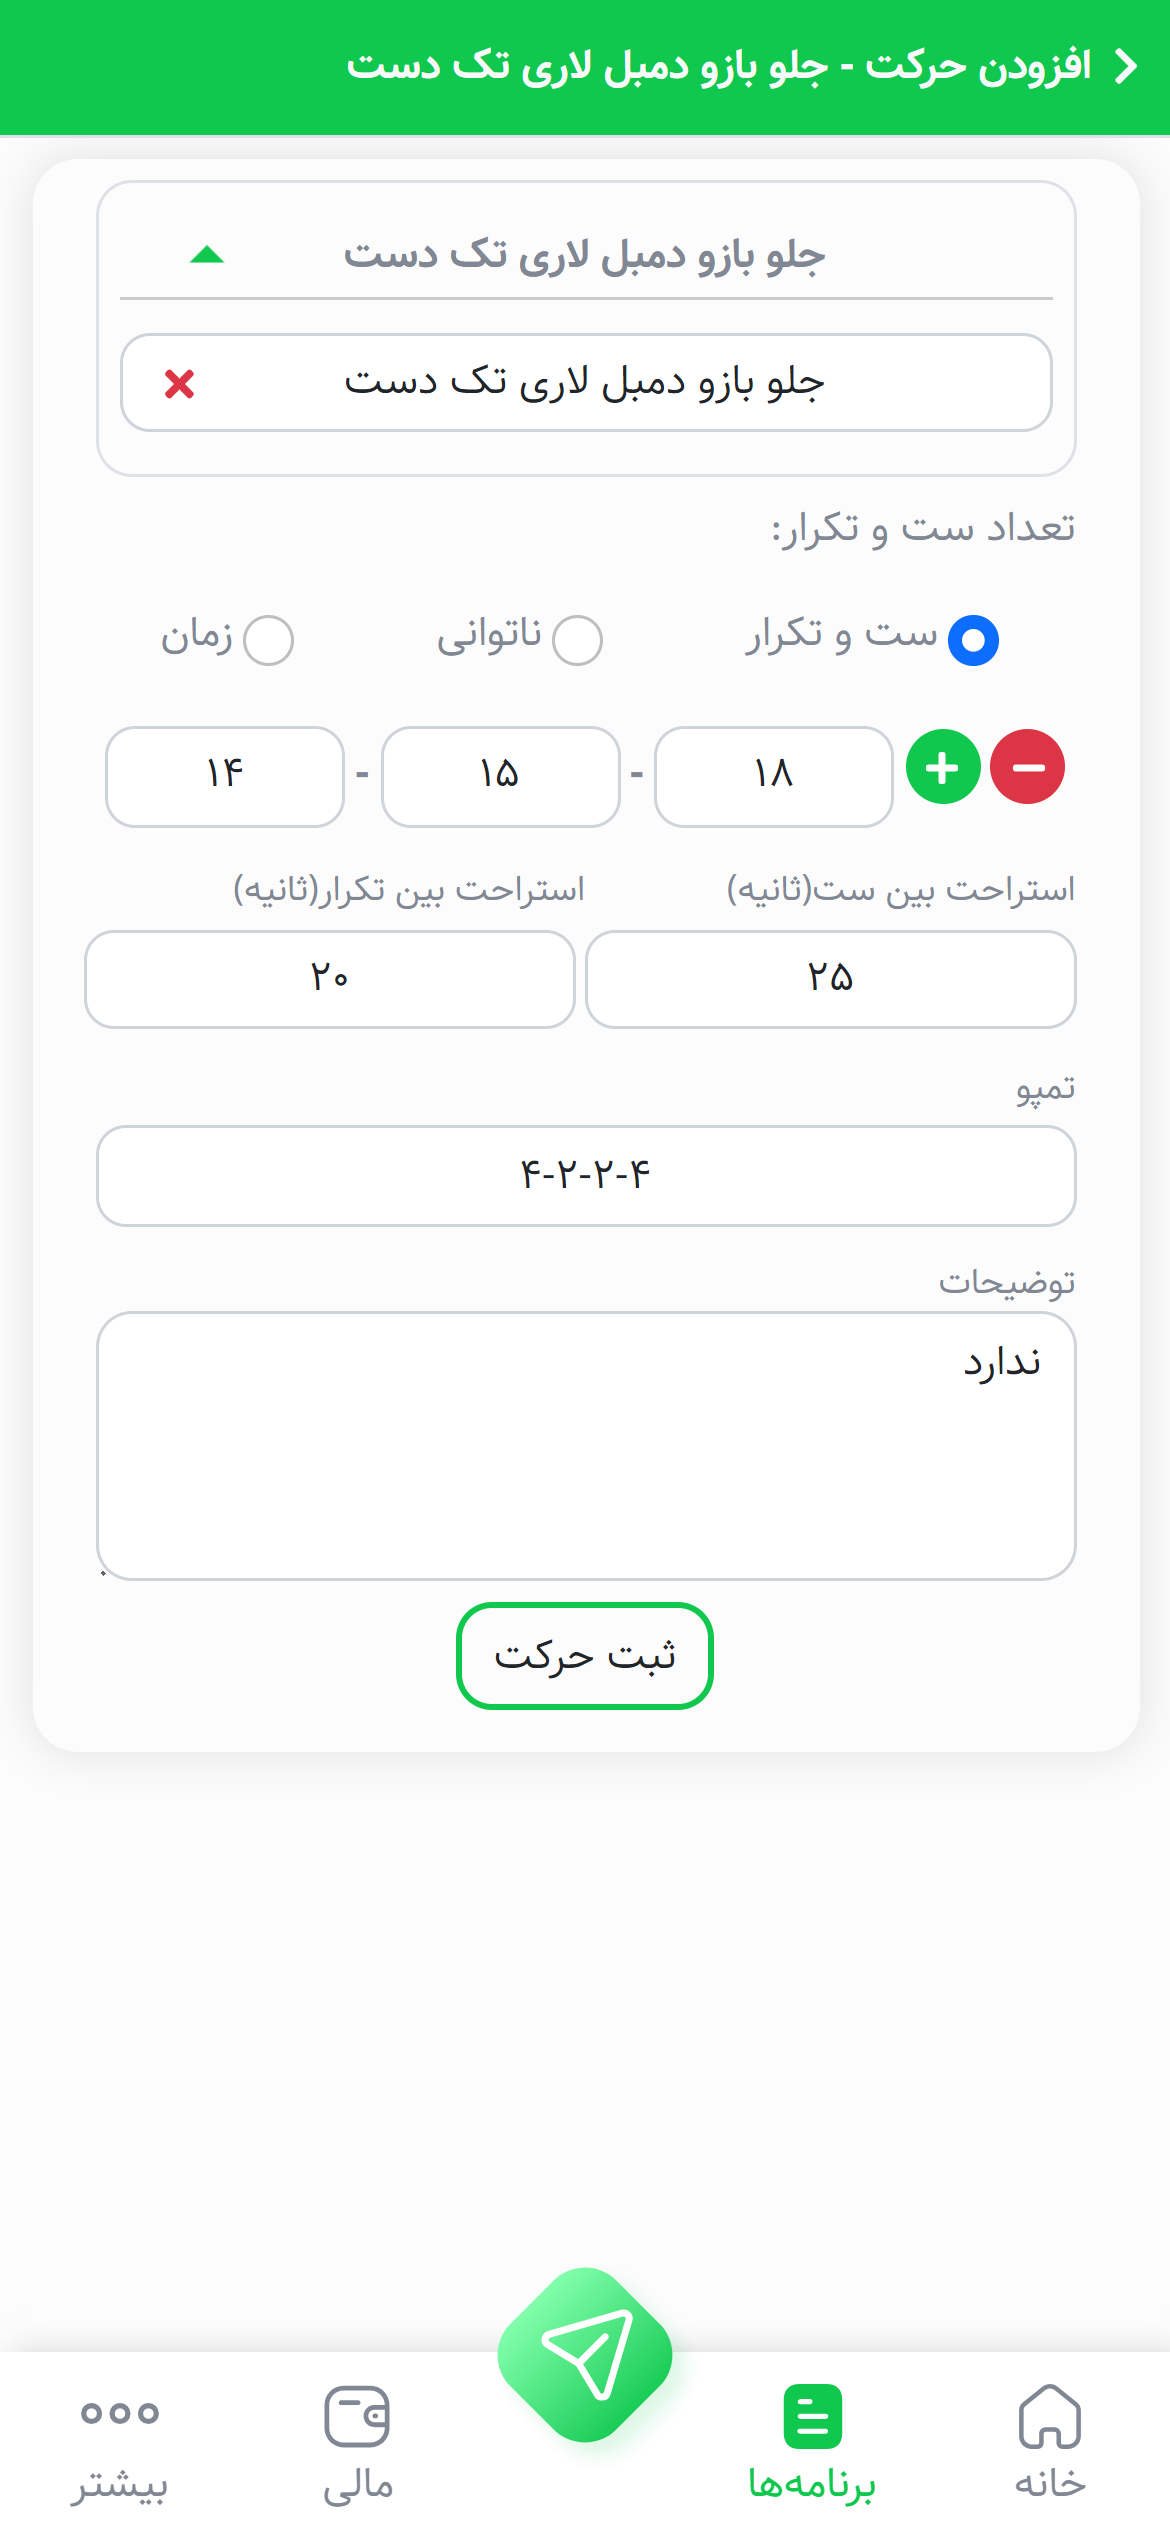 افزودن حرکت - جلو بازو دمبل لاری تک دست
جلو بازو دمبل لاری تک دست
جلو بازو دمبل لاری تک دست
تعداد ست و تکرار:
ست و تکرار ناتوانی زمان
۱۸ - ۱۵ - ۱۴
استراحت بین ست(ثانیه) استراحت بین تکرار(ثانیه)
۲۵ ۲۰
تمپو
۴-۲-۲-۴
توضیحات
ندارد
ثبت حرکت
خانه برنامه‌ها مالی بیشتر